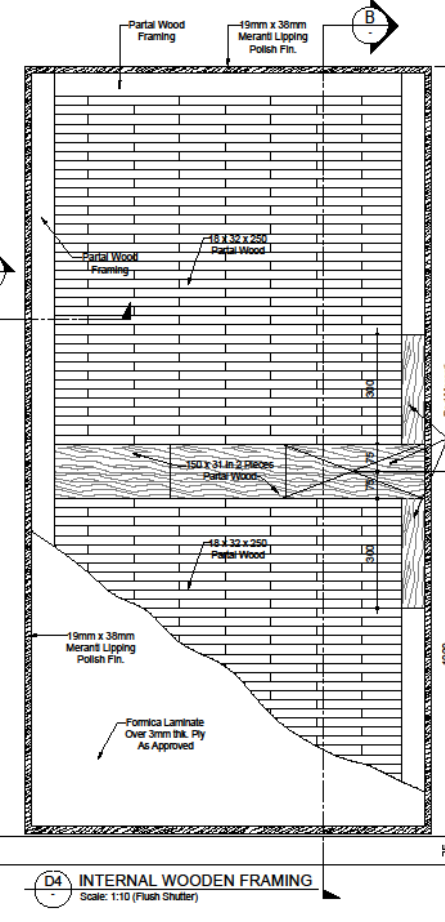 Partal Wood
Framing
19mm x 38mm
Meranti Lipping
Polish Fin.
B
-
18 x 32 x 250
Partal Wood
Partal Wood
Framing
300
75
150 x 31 in 2 Pieces
Partal Wood
75
18 x 32 x 250
Partal Wood
300
19mm x 38mm
Meranti Lipping
Polish Fin.
Formica Laminate
Over 3mm thk. Ply
As Approved
D4
-
INTERNAL WOODEN FRAMING
Scale: 1:10 (Flush Shutter)